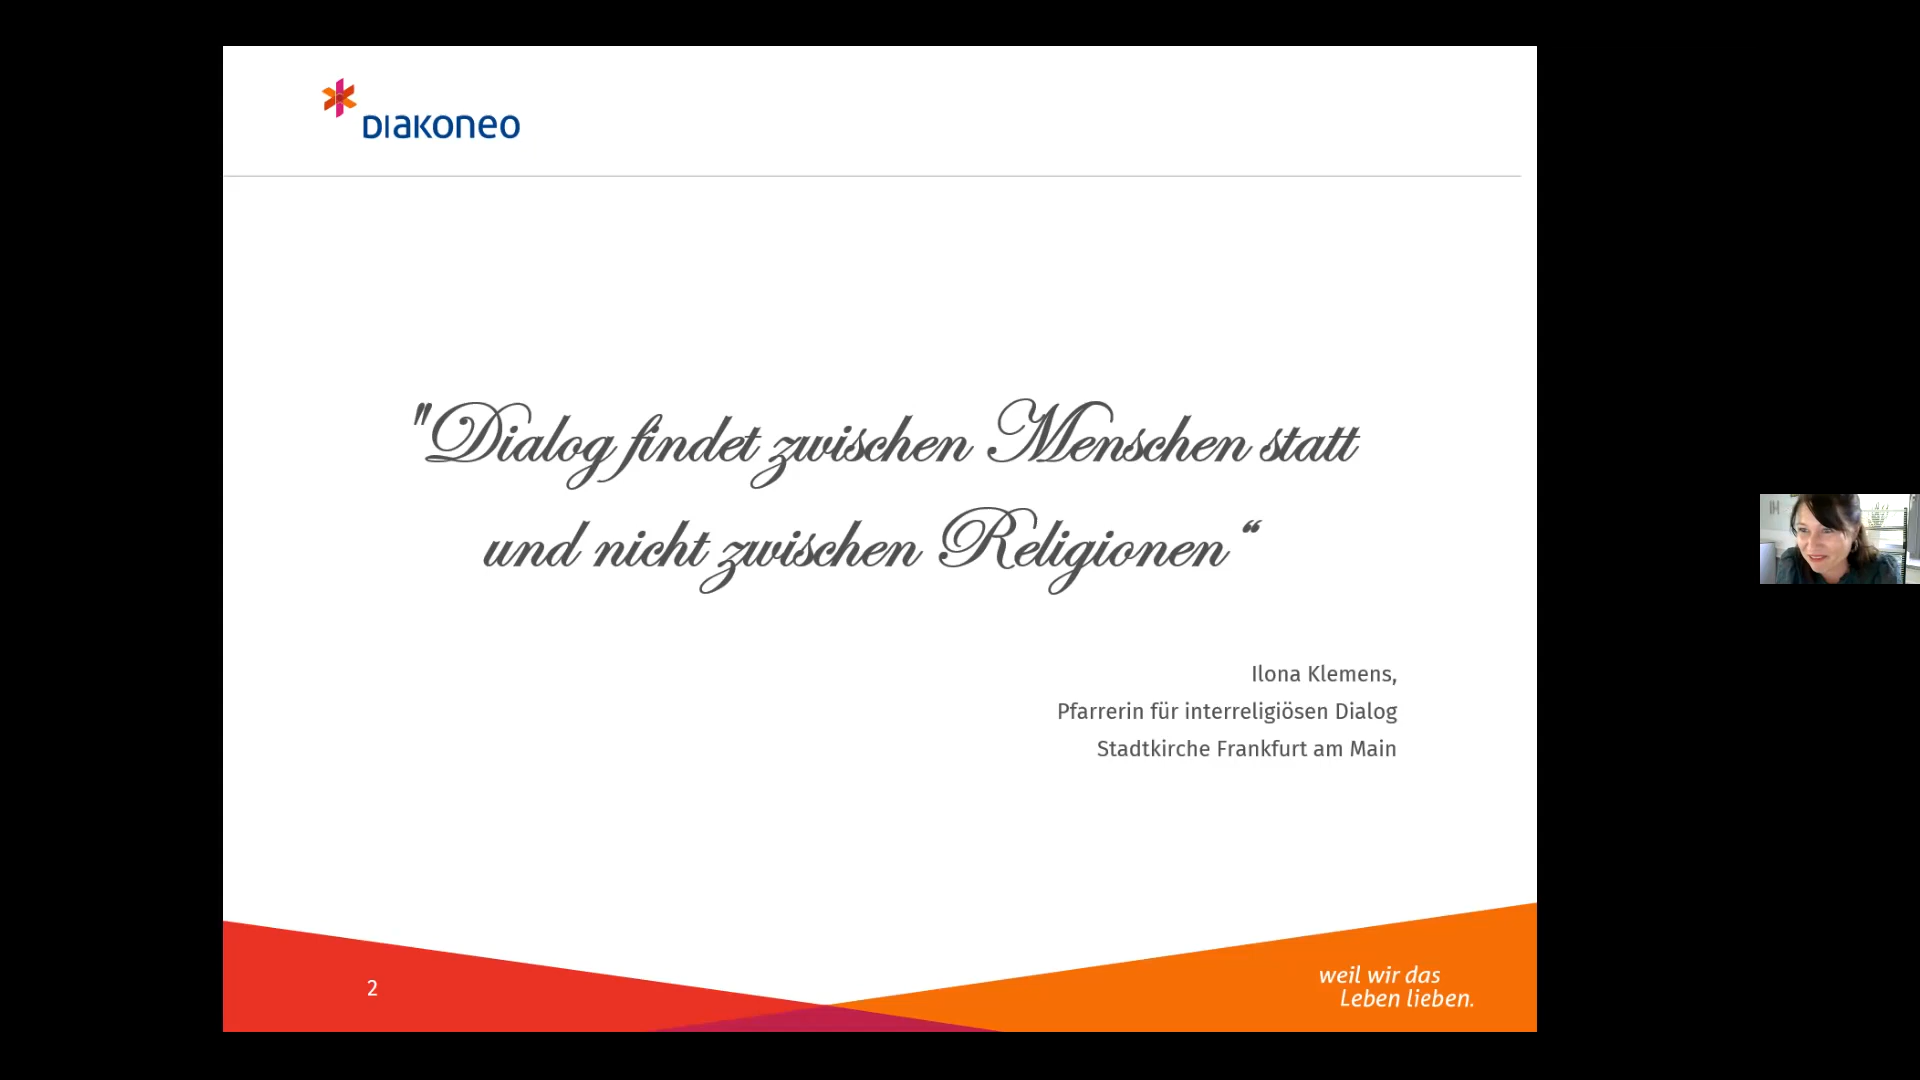 DIAKONEO
"Dialog findet zwischen Menschen statt
und nicht zwischen Religionen“
Ilona Klemens,
Pfarrerin für interreligiösen Dialog
Stadtkirche Frankfurt am Main
2
weil wir das
Leben lieben.